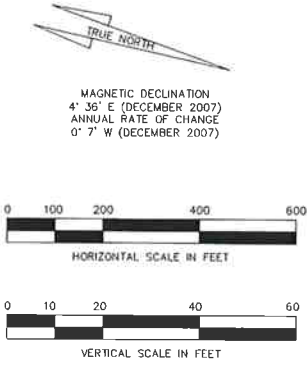 TRUE NORTH
MAGNETIC DECLINATION
4° 36' E (DECEMBER 2007)
ANNUAL RATE OF CHANGE
0° 7' W (DECEMBER 2007)
0 100 200 400 600
HORIZONTAL SCALE IN FEET
0 10 20 40 60
VERTICAL SCALE IN FEET